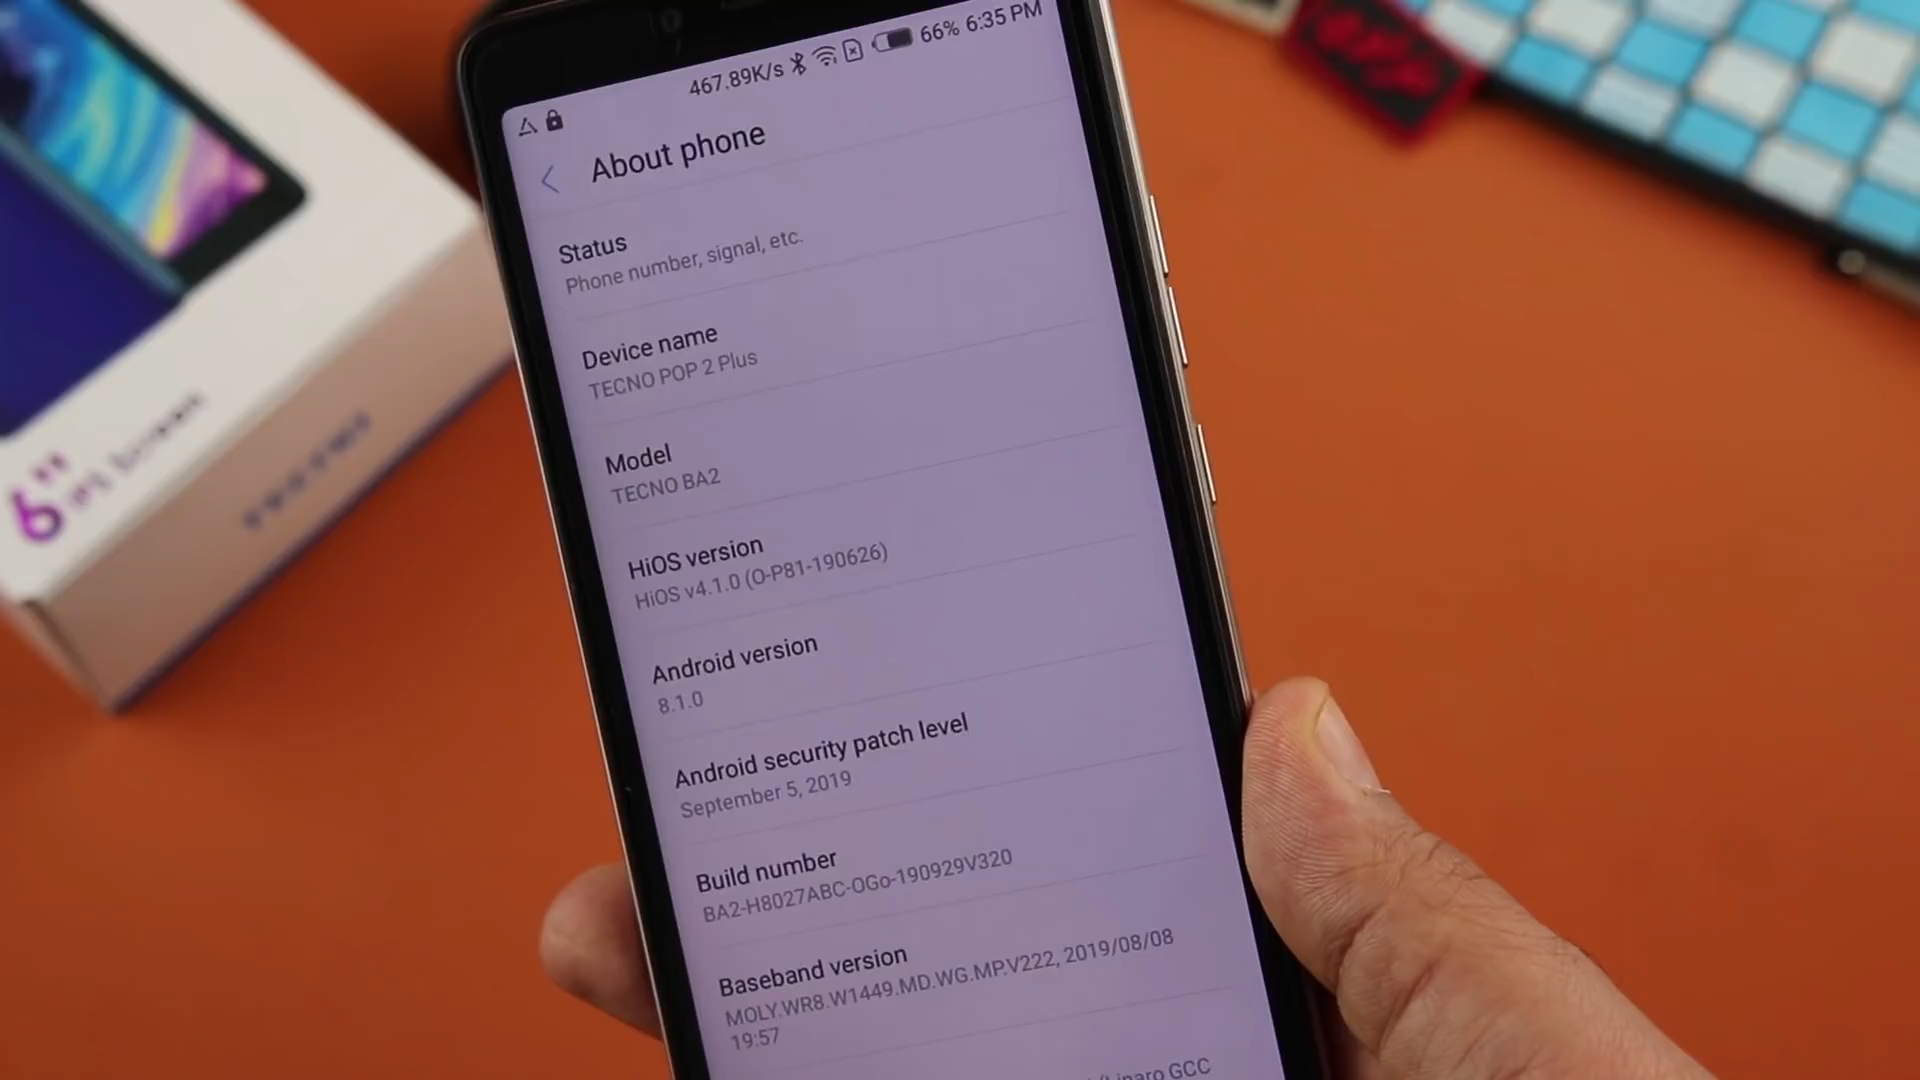 467.89K/s 66% 6:35 PM
About phone
Status
Phone number, signal, etc.
Device name
TECNO POP 2 Plus
Model
TECNO BA2
HiOS version
HiOS v4.1.0 (O-P81-190626)
Android version
8.1.0
Android security patch level
September 5, 2019
Build number
BA2-H8027ABC-OGo-190929V320
Baseband version
MOLY.WR8.W1449.MD.WG.MP.V222, 2019/08/08
19:57
GCC
6"